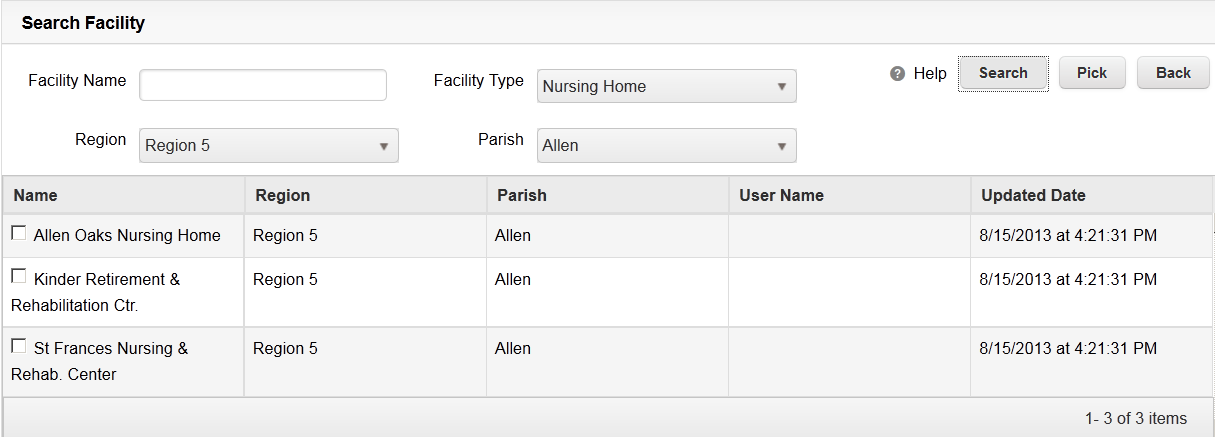 Search Facility
Facility Name
Facility Type
Nursing Home
Help
Search
Pick
Back
Region
Region 5
Parish
Allen
Name
Region
Parish
User Name
Updated Date
Allen Oaks Nursing Home
Region 5
Allen
8/15/2013 at 4:21:31 PM
Kinder Retirement &
Rehabilitation Ctr.
Region 5
Allen
8/15/2013 at 4:21:31 PM
St Frances Nursing &
Rehab. Center
Region 5
Allen
8/15/2013 at 4:21:31 PM
1- 3 of 3 items